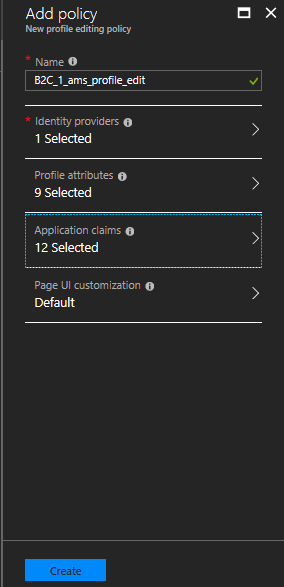 Add policy
New profile editing policy
* Name
B2C_1_ams_profile_edit
* Identity providers
1 Selected
Profile attributes
9 Selected
Application claims
12 Selected
Page UI customization
Default
Create